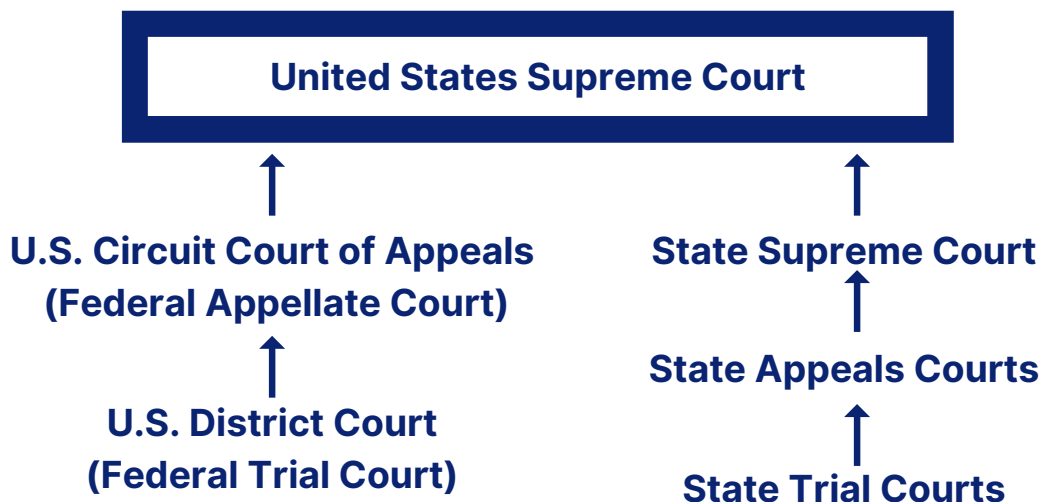 United States Supreme Court
U.S. Circuit Court of Appeals
(Federal Appellate Court)
U.S. District Court
(Federal Trial Court)
State Supreme Court
State Appeals Courts
State Trial Courts